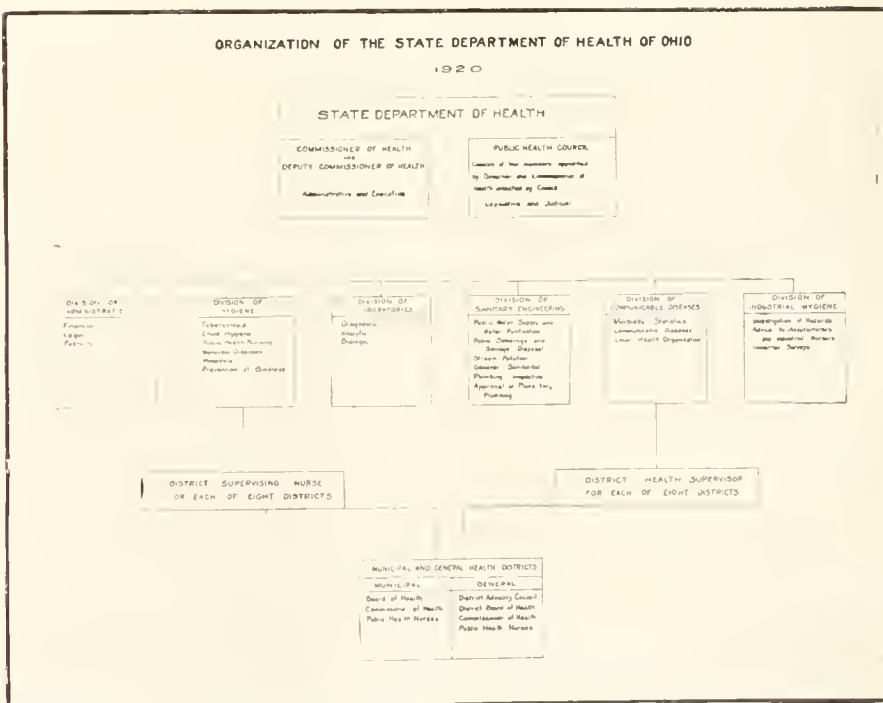 ORGANIZATION OF THE STATE DEPARTMENT OF HEALTH OF OHIO
1920
STATE DEPARTMENT OF HEALTH
COMMISSIONER OF HEALTH
AND
DEPUTY COMMISSIONER OF HEALTH
Administrative and Executive
PUBLIC HEALTH COUNCIL
Consists of four members appointed
by Governor and Commissioner of
Health
Legislative and Judicial
DIVISION OF
Financial
Legal
DIVISION OF
HYGIENE
Tuberculosis
Child Hygiene
Public Health Nursing
Venereal Diseases
Hospitals
Prevention of Blindness
DIVISION OF
LABORATORIES
Diagnostic
Analytic
Biologic
DIVISION OF
SANITARY ENGINEERING
Public Water Supply and
Water Purification
Public Sewerage and
Sewage Disposal
Stream Pollution
General Sanitation
Plumbing Inspection
Approval of Plans for
Plumbing
DIVISION OF
COMMUNICABLE DISEASES
Morbidity Statistics
Communicable Diseases
Local Health Organization
DIVISION OF
INDUSTRIAL HYGIENE
Investigation of Hazards
Advice to Manufacturers
and Industrial Workers
Industrial Surveys
DISTRICT SUPERVISING NURSE
FOR EACH OF EIGHT DISTRICTS
DISTRICT HEALTH SUPERVISOR
FOR EACH OF EIGHT DISTRICTS
MUNICIPAL AND GENERAL HEALTH DISTRICTS
MUNICIPAL
Board of Health
Commissioner of Health
Public Health Nurses
GENERAL
District Advisory Council
District Board of Health
Commissioner of Health
Public Health Nurses